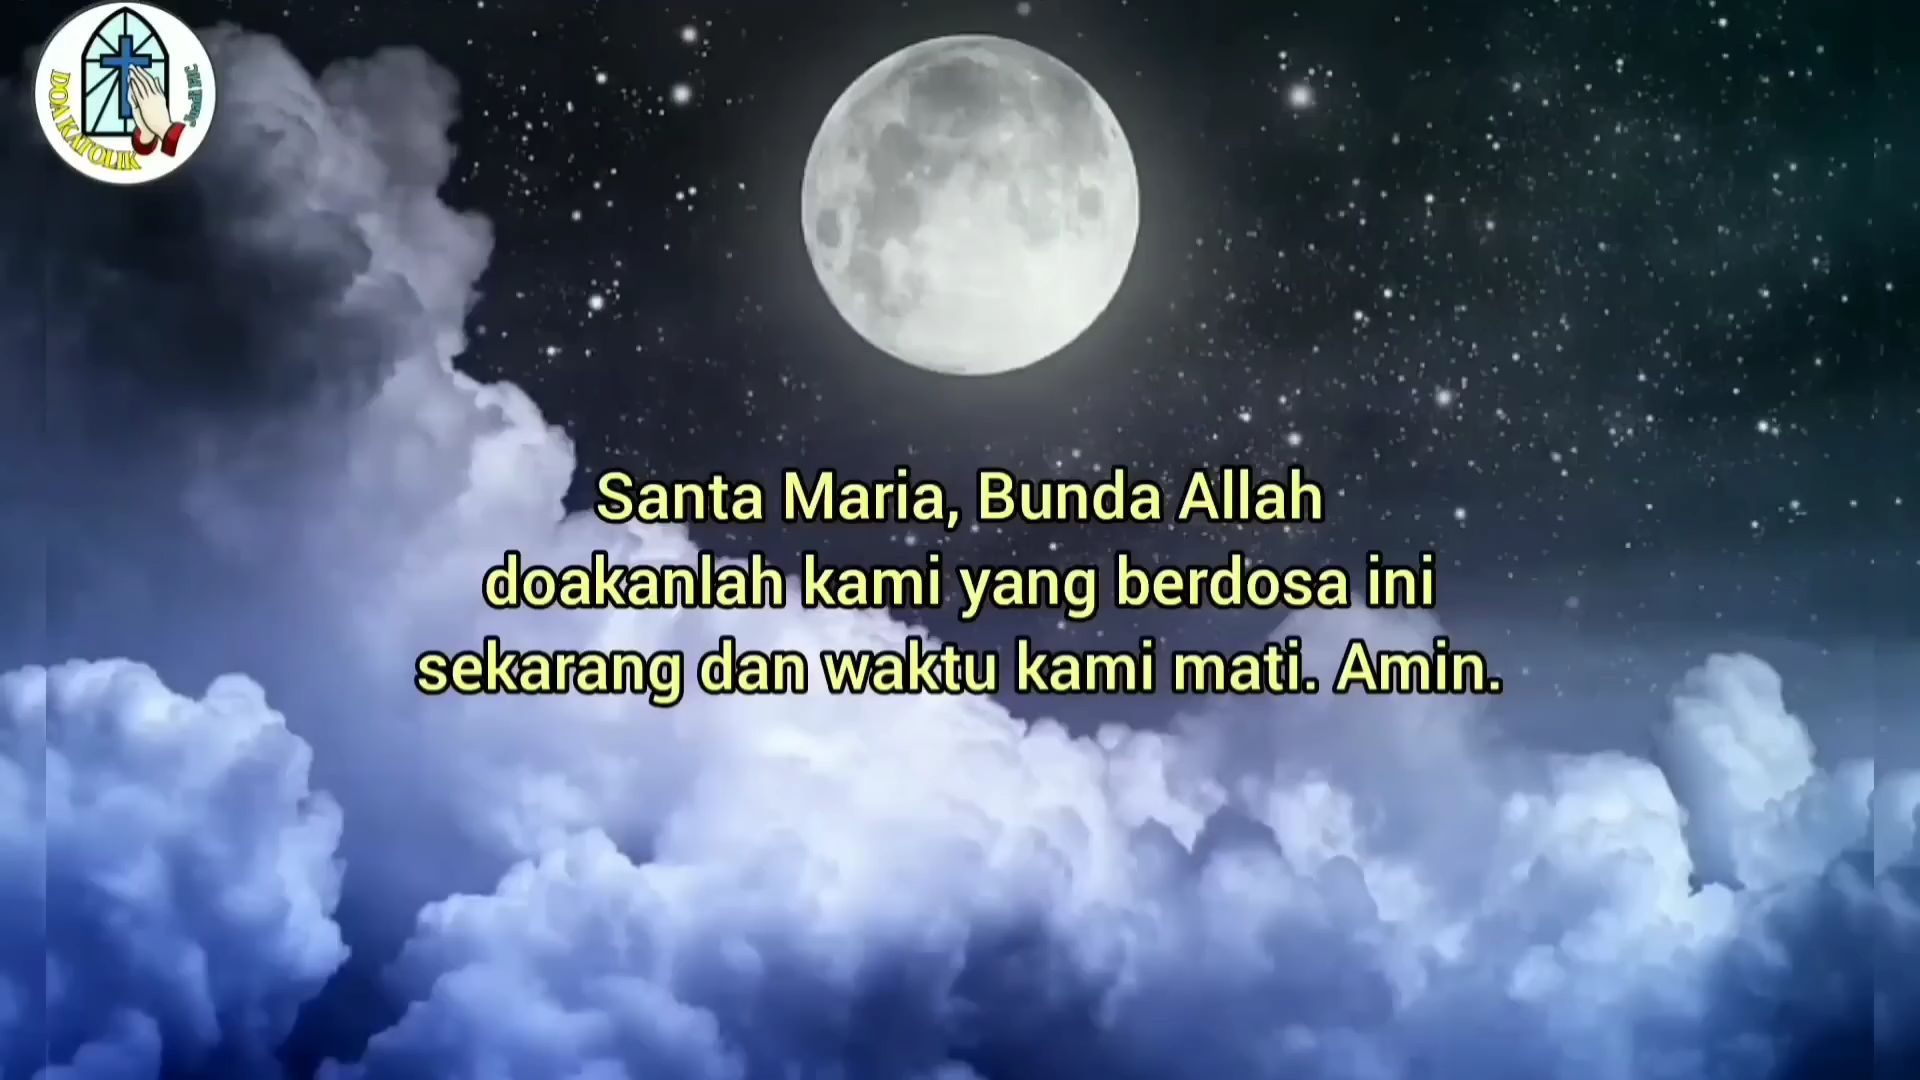 DOA KATOLIK
Santa Maria, Bunda Allah
doakanlah kami yang berdosa ini
sekarang dan waktu kami mati. Amin.